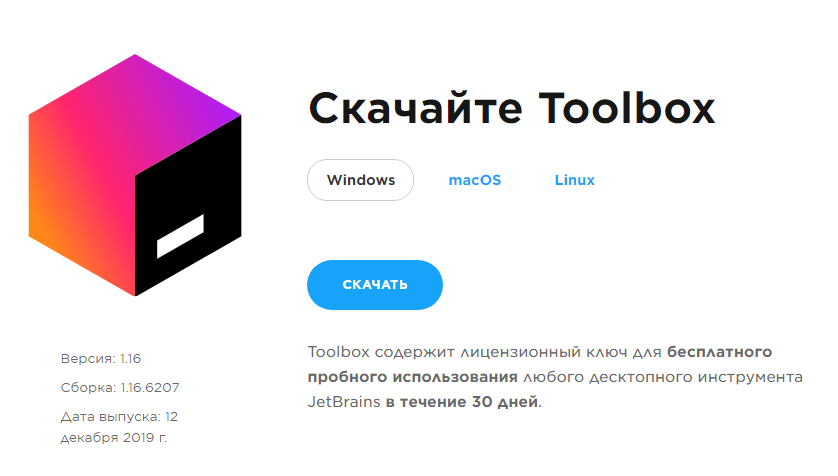 Скачайте Toolbox
Windows
macOS
Linux
СКАЧАТЬ
Toolbox содержит лицензионный ключ для бесплатного
пробного использования любого десктопного инструмента
JetBrains в течение 30 дней.
Версия: 1.16
Сборка: 1.16.6207
Дата выпуска: 12
декабря 2019 г.